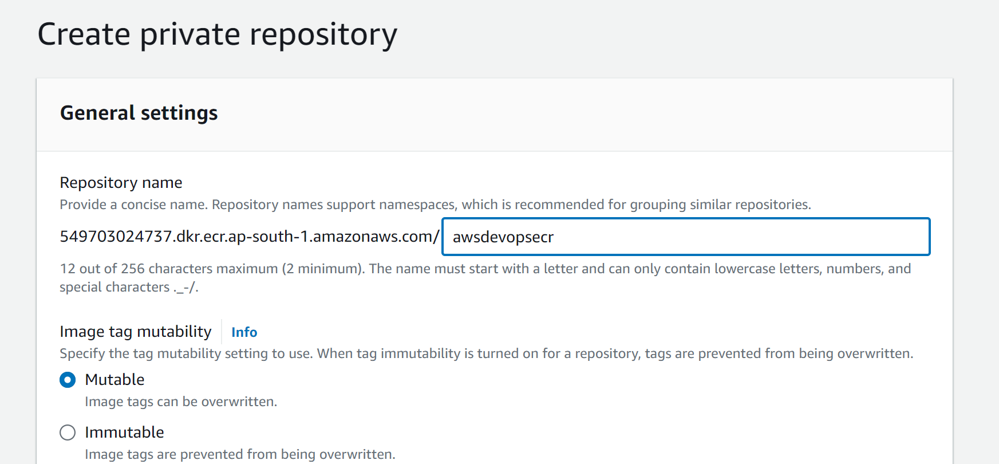 Create private repository
General settings
Repository name
Provide a concise name. Repository names support namespaces, which is recommended for grouping similar repositories.
549703024737.dkr.ecr.ap-south-1.amazonaws.com/ awsdevopsecr
12 out of 256 characters maximum (2 minimum). The name must start with a letter and can only contain lowercase letters, numbers, and
special characters ._-/.
Image tag mutability Info
Specify the tag mutability setting to use. When tag immutability is turned on for a repository, tags are prevented from being overwritten.
Mutable
Image tags can be overwritten.
Immutable
Image tags are prevented from being overwritten.